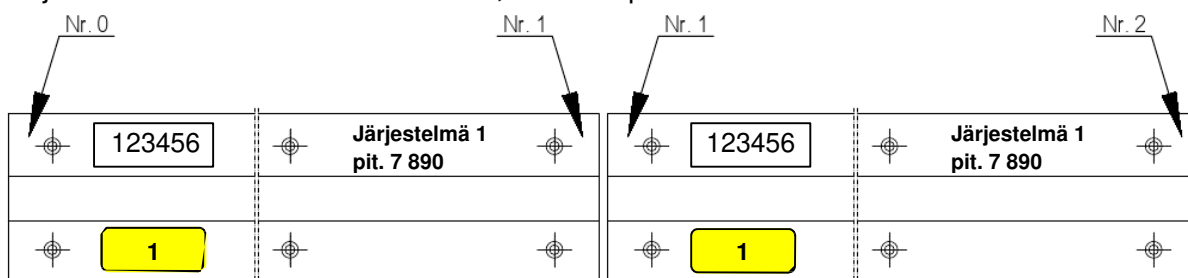 Nr. 0
Nr. 1
Nr. 1
Nr. 2
123456
Järjestelmä 1
pit. 7 890
123456
Järjestelmä 1
pit. 7 890
1
1